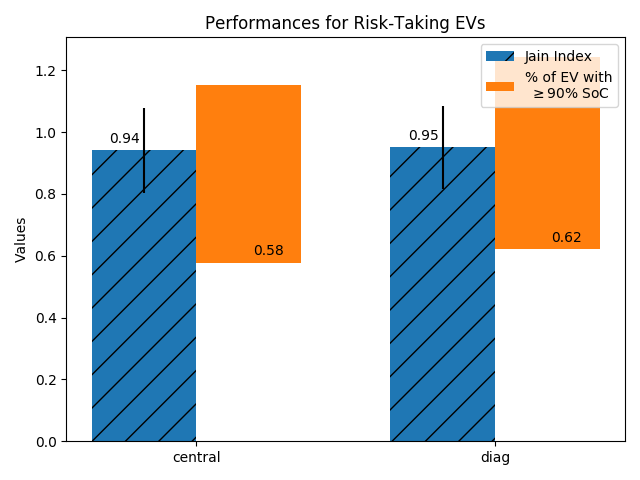 Performances for Risk-Taking EVs
Jain Index
% of EV with
≥90% SoC
1.2
1.0
0.8
0.6
0.4
0.2
0.0
Values
0.94
0.58
0.95
0.62
central
diag